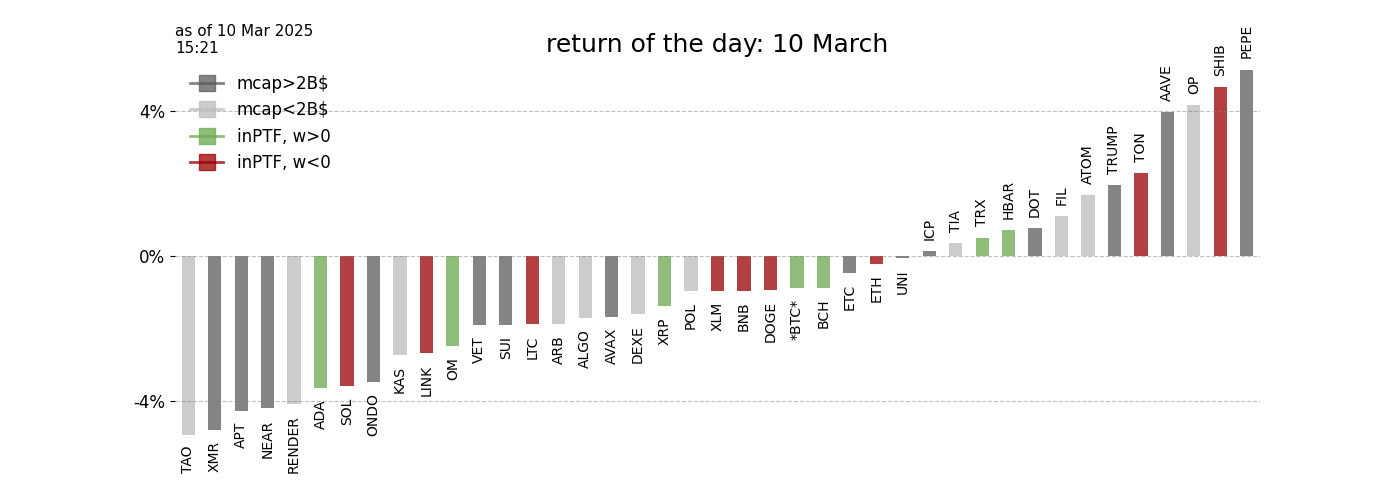 as of 10 Mar 2025
15:21
return of the day: 10 March
mcap>2B$
mcap<2B$
inPTF, w>0
inPTF, w<0
4%
0%
-4%
TAO
XMR
APT
NEAR
RENDER
ADA
SOL
ONDO
KAS
LINK
OM
VET
SUI
LTC
ARB
ALGO
AVAX
DEXE
XRP
POL
XLM
BNB
DOGE
*BTC*
BCH
ETC
ETH
UNI
ICP
TIA
TRX
HBAR
DOT
FIL
ATOM
TRUMP
TON
AAVE
OP
SHIB
PEPE